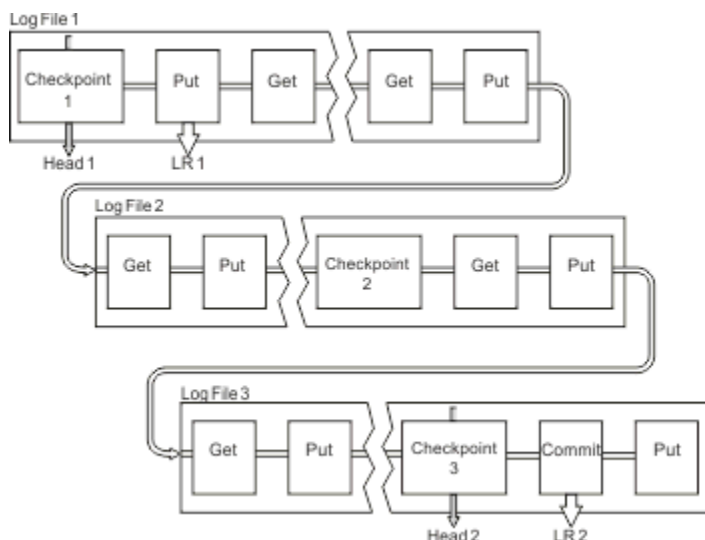 Log File 1
Checkpoint
1
Put
Get
Get
Put
Head 1
LR 1
Log File 2
Get
Put
Checkpoint
2
Get
Put
Log File 3
Get
Put
Checkpoint
3
Commit
Put
Head 2
LR 2